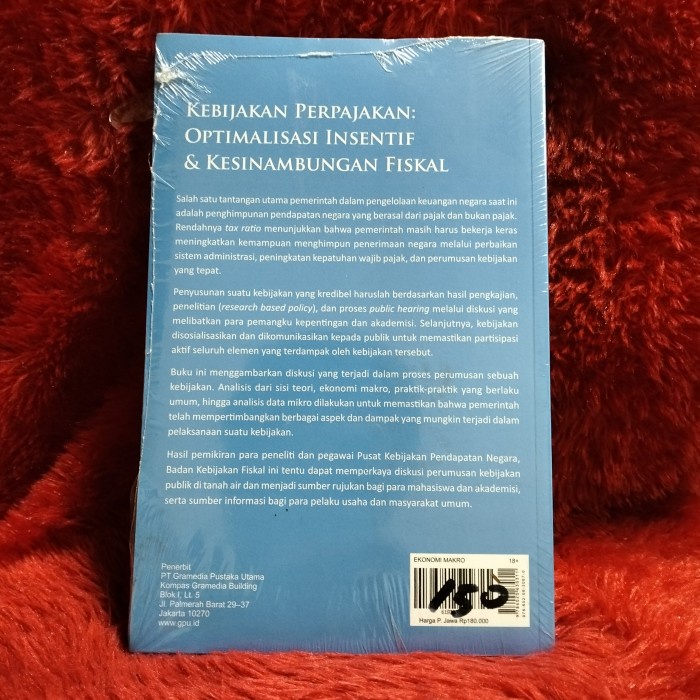 KEBIJAKAN PERPAJAKAN:
OPTIMALISASI INSENTIF
& KESINAMBUNGAN FISKAL
Salah satu tantangan utama pemerintah dalam pengelolaan keuangan negara saat ini
adalah penghimpunan pendapatan negara yang berasal dari pajak dan bukan pajak.
Rendahnya tax ratio menunjukkan bahwa pemerintah masih harus bekerja keras
meningkatkan kemampuan menghimpun penerimaan negara melalui perbaikan
sistem administrasi, peningkatan kepatuhan wajib pajak, dan perumusan kebijakan
yang tepat.
Penyusunan suatu kebijakan yang kredibel haruslah berdasarkan hasil pengkajian,
penelitian (research based policy), dan proses public hearing melalui diskusi yang
melibatkan para pemangku kepentingan dan akademisi. Selanjutnya, kebijakan
disosialisasikan dan dikomunikasikan kepada publik untuk memastikan partisipasi
aktif seluruh elemen yang terdampak oleh kebijakan tersebut.
Buku ini menggambarkan diskusi yang terjadi dalam proses perumusan sebuah
kebijakan. Analisis dari sisi teori, ekonomi makro, praktik-praktik yang berlaku
umum, hingga analisis data mikro dilakukan untuk memastikan bahwa pemerintah
telah mempertimbangkan berbagai aspek dan dampak yang mungkin terjadi dalam
pelaksanaan suatu kebijakan.
Hasil pemikiran para peneliti dan pegawai Pusat Kebijakan Pendapatan Negara,
Badan Kebijakan Fiskal ini tentu dapat memperkaya diskusi perumusan kebijakan
publik di tanah air dan menjadi sumber rujukan bagi para mahasiswa dan akademisi,
serta sumber informasi bagi para pelaku usaha dan masyarakat umum.
Penerbit
PT Gramedia Pustaka Utama
Kompas Gramedia Building
Blok I, Lt. 5
Jl. Palmerah Barat 29–37
Jakarta 10270
www.gpu.id
EKONOMI MAKRO 18+
150
Harga P. Jawa Rp180.000